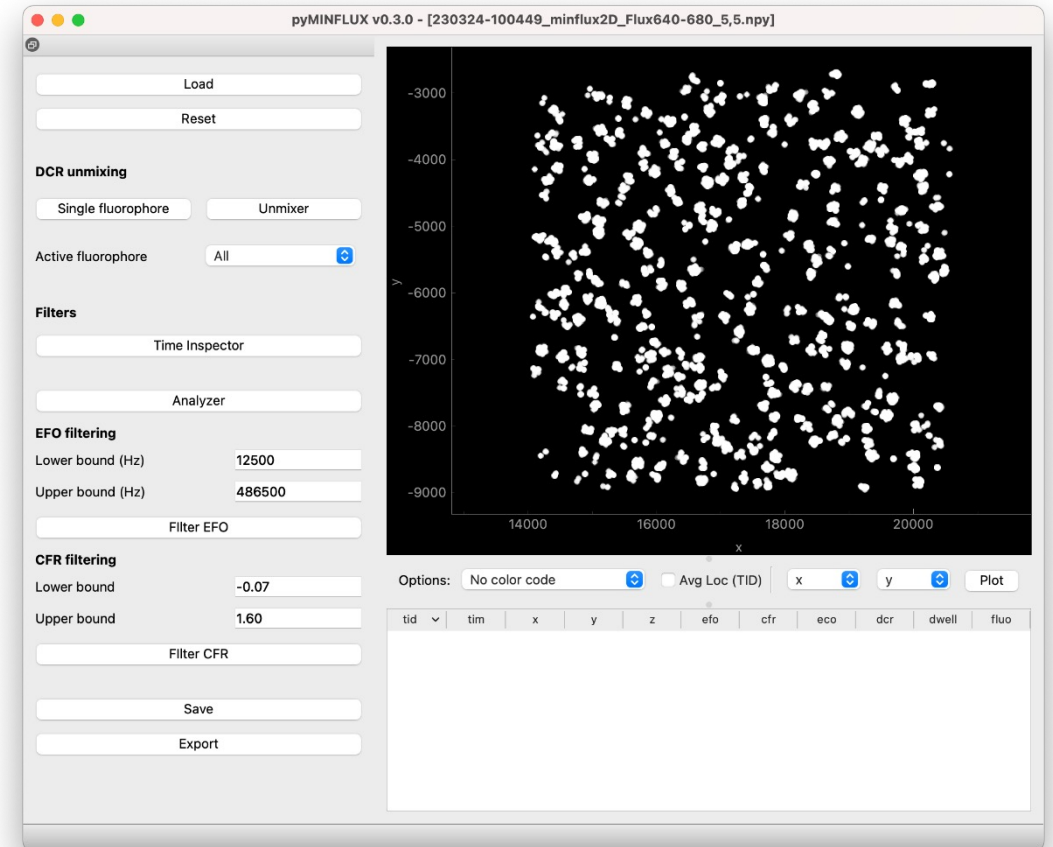 pyMINFLUX v0.3.0 - [230324-100449_minflux2D_Flux640-680_5,5.npy]
Load
Reset
DCR unmixing
Single fluorophore Unmixer
Active fluorophore All
Filters
Time Inspector
Analyzer
EFO filtering
Lower bound (Hz) 12500
Upper bound (Hz) 486500
FIlter EFO
CFR filtering
Lower bound -0.07
Upper bound 1.60
FIlter CFR
Save
Export
-3000
-4000
-5000
y
-6000
-7000
-8000
-9000
14000 16000 18000 20000
x
Options: No color code Avg Loc (TID) x y Plot
tid tim x y z efo cfr eco dcr dwell fluo